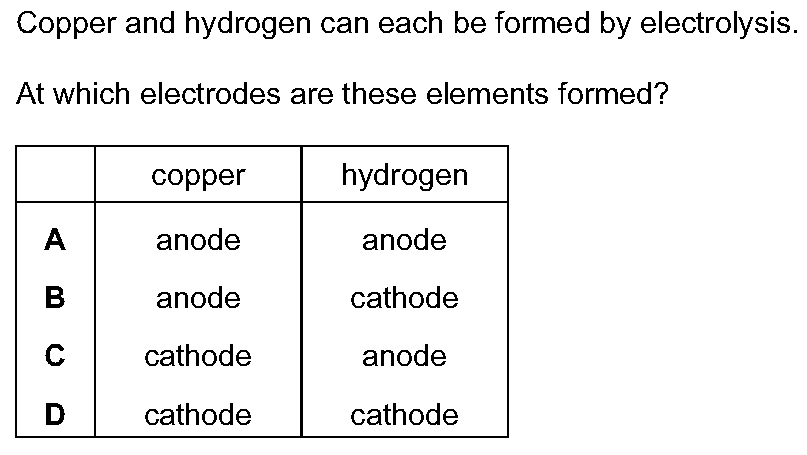 Copper and hydrogen can each be formed by electrolysis.
At which electrodes are these elements formed?
copper hydrogen
A anode anode
B anode cathode
C cathode anode
D cathode cathode